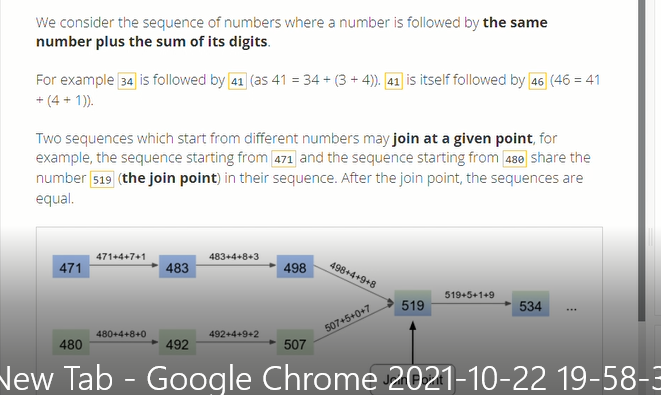 We consider the sequence of numbers where a number is followed by the same
number plus the sum of its digits.
For example 34 is followed by 41 (as 41 = 34 + (3 + 4)). 41 is itself followed by 46 (46 = 41
+ (4 + 1)).
Two sequences which start from different numbers may join at a given point, for
example, the sequence starting from 471 and the sequence starting from 480 share the
number 519 (the join point) in their sequence. After the join point, the sequences are
equal.
471 471+4+7+1 483 483+4+8+3 498 498+4+9+8
519 519+5+1+9 534 ...
480 480+4+8+0 492 492+4+9+2 507 507+5+0+7
Join Point
New Tab - Google Chrome 2021-10-22 19-58-3